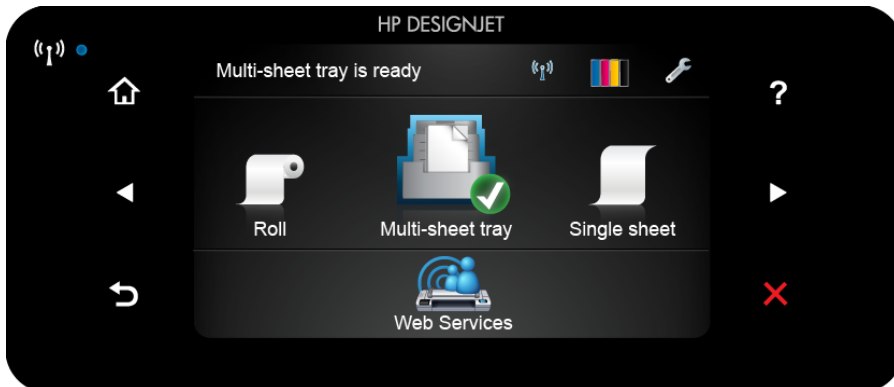 HP DESIGNJET
Multi-sheet tray is ready
?
Roll
Multi-sheet tray
Single sheet
Web Services